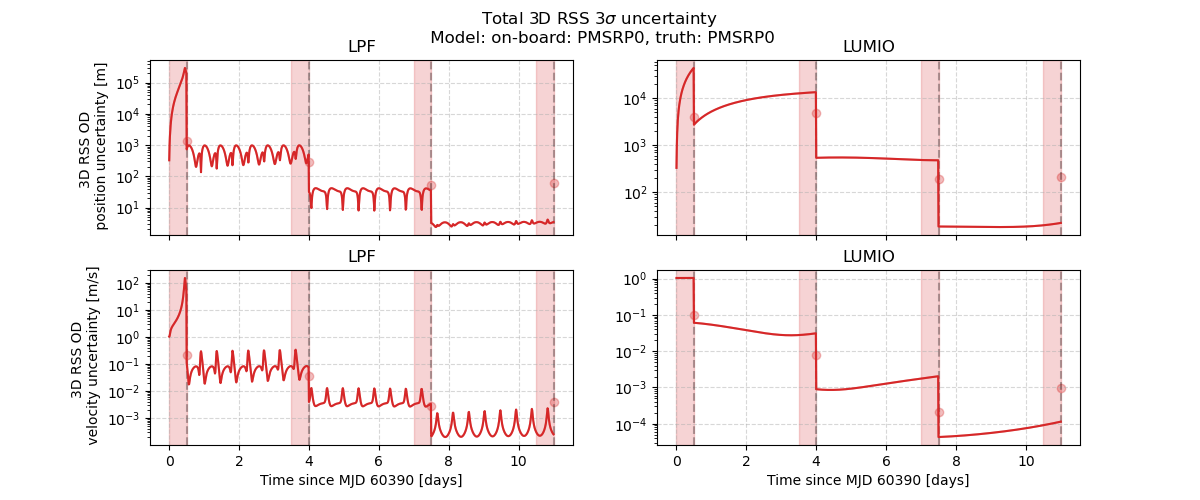 Total 3D RSS 3σ uncertainty
Model: on-board: PMSRP0, truth: PMSRP0
LPF
LUMIO
3D RSS OD
position uncertainty [m]
10⁵
10⁴
10³
10²
10¹
10⁴
10³
10²
LPF
LUMIO
3D RSS OD
velocity uncertainty [m/s]
10²
10¹
10⁰
10⁻¹
10⁻²
10⁻³
10⁰
10⁻¹
10⁻²
10⁻³
10⁻⁴
0 2 4 6 8 10
0 2 4 6 8 10
Time since MJD 60390 [days]
Time since MJD 60390 [days]